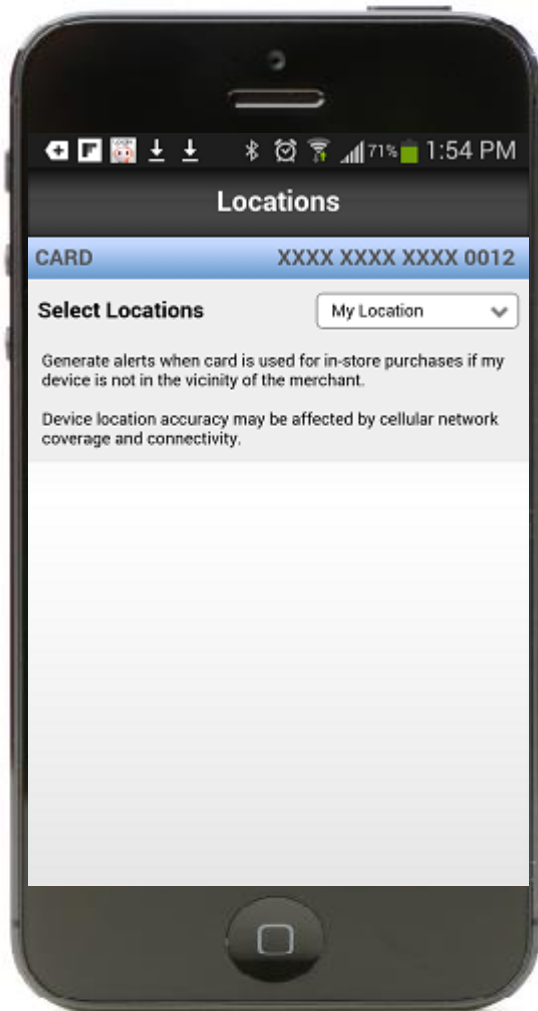 71% 1:54 PM
Locations
CARD XXXX XXXX XXXX 0012
Select Locations My Location
Generate alerts when card is used for in-store purchases if my
device is not in the vicinity of the merchant.
Device location accuracy may be affected by cellular network
coverage and connectivity.